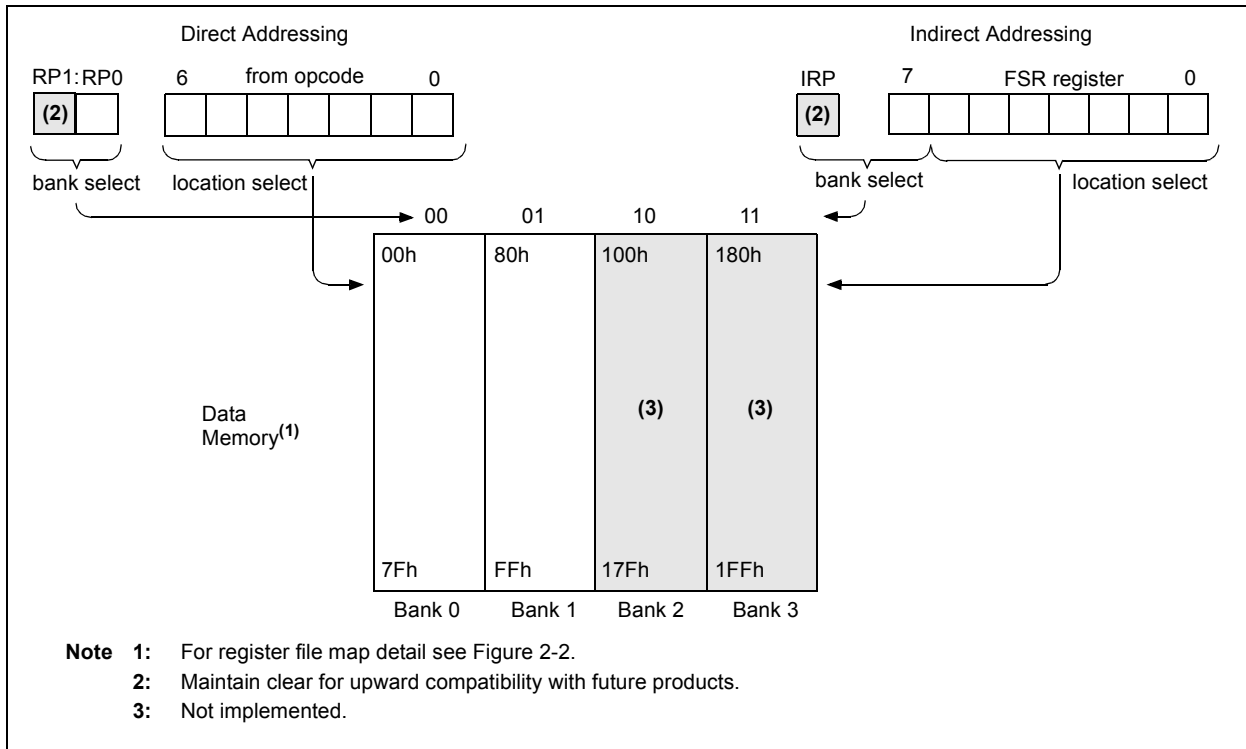 Direct Addressing
Indirect Addressing
RP1:RP0 6 from opcode 0
IRP 7 FSR register 0
(2)
(2)
bank select location select
bank select location select
00 01 10 11
00h 80h 100h 180h
Data
Memory(1)
(3) (3)
7Fh FFh 17Fh 1FFh
Bank 0 Bank 1 Bank 2 Bank 3
Note 1: For register file map detail see Figure 2-2.
2: Maintain clear for upward compatibility with future products.
3: Not implemented.